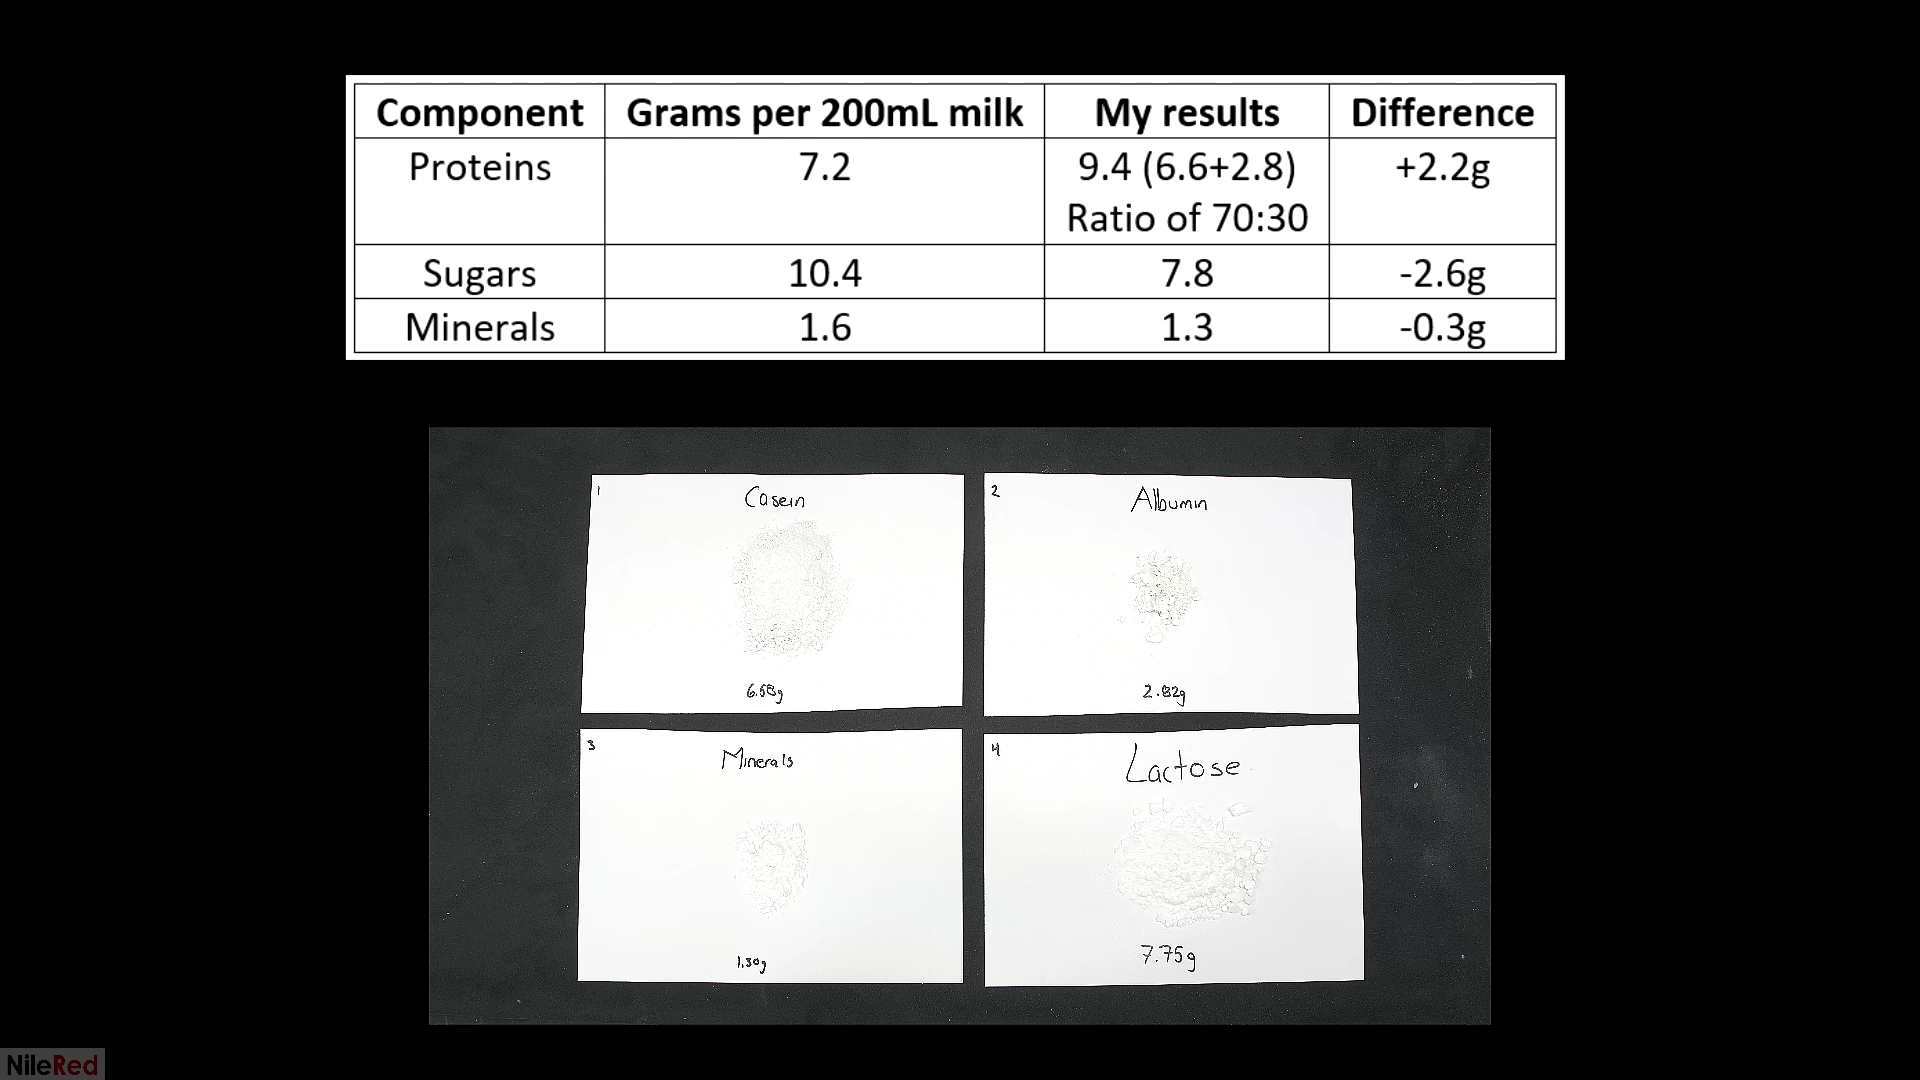 Component Grams per 200mL milk My results Difference
Proteins 7.2 9.4 (6.6+2.8) +2.2g
Ratio of 70:30
Sugars 10.4 7.8 -2.6g
Minerals 1.6 1.3 -0.3g
1
Casein
6.58g
2
Albumin
2.82g
3
Minerals
1.30g
4
Lactose
7.75g
NileRed